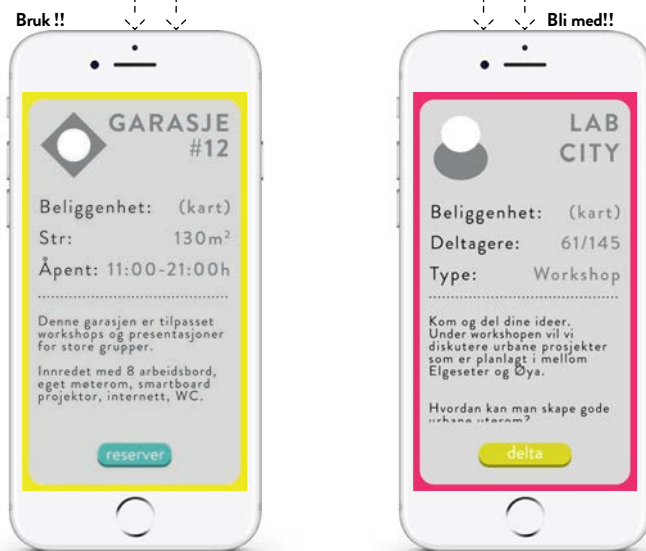 Bruk !!
GARASJE
#12
Beliggenhet: (kart)
Str: 130m²
Åpent: 11:00-21:00h
Denne garasjen er tilpasset
workshops og presentasjoner
for store grupper.
Innredet med 8 arbeidsbord,
eget møterom, smartboard
projektor, internett, WC.
reserver
Bli med!!
LAB
CITY
Beliggenhet: (kart)
Deltagere: 61/145
Type: Workshop
Kom og del dine ideer.
Under workshopen vil vi
diskutere urbane prosjekter
som er planlagt i mellom
Elgeseter og Øya.
Hvordan kan man skape gode
urbane uterom?
delta